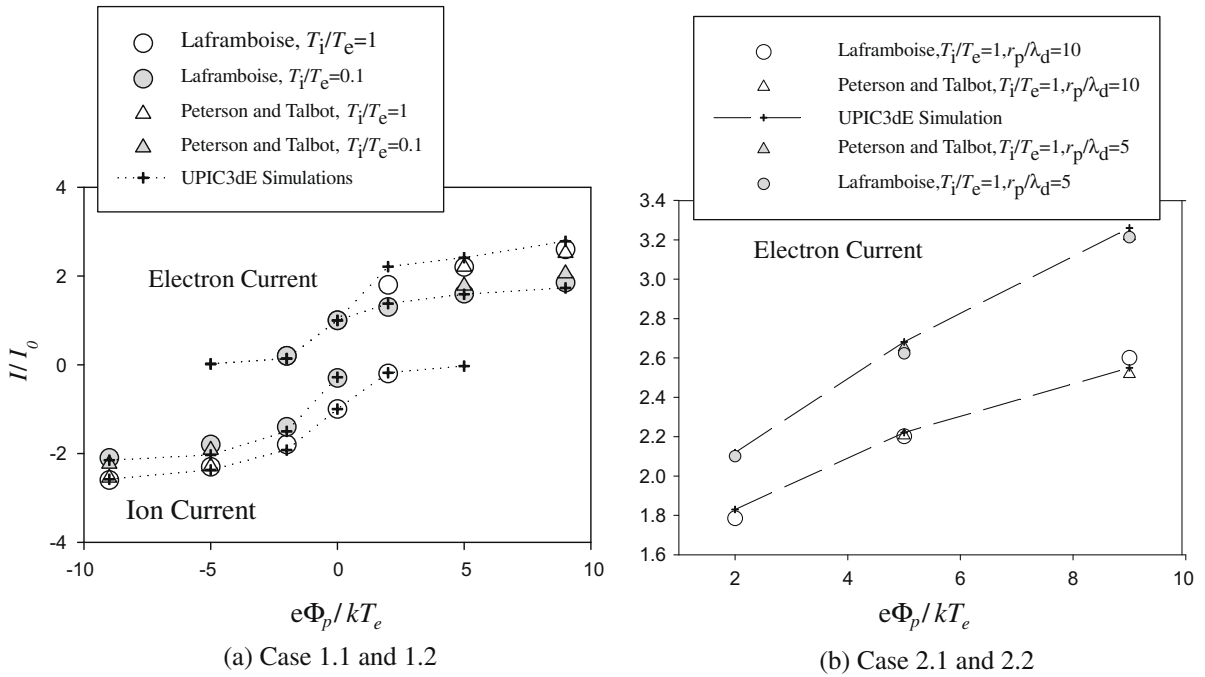 Laframboise, Ti/Te=1
Laframboise, Ti/Te=0.1
Peterson and Talbot, Ti/Te=1
Peterson and Talbot, Ti/Te=0.1
UPIC3dE Simulations
4
2
0
-2
-4
I/I0
Electron Current
Ion Current
-10
-5
0
5
10
eΦp/kTe
(a) Case 1.1 and 1.2
Laframboise,Ti/Te=1,rp/λd=10
Peterson and Talbot,Ti/Te=1,rp/λd=10
UPIC3dE Simulation
Peterson and Talbot,Ti/Te=1,rp/λd=5
Laframboise,Ti/Te=1,rp/λd=5
3.4
3.2
3.0
2.8
2.6
2.4
2.2
2.0
1.8
1.6
Electron Current
2
4
6
8
10
eΦp/kTe
(b) Case 2.1 and 2.2